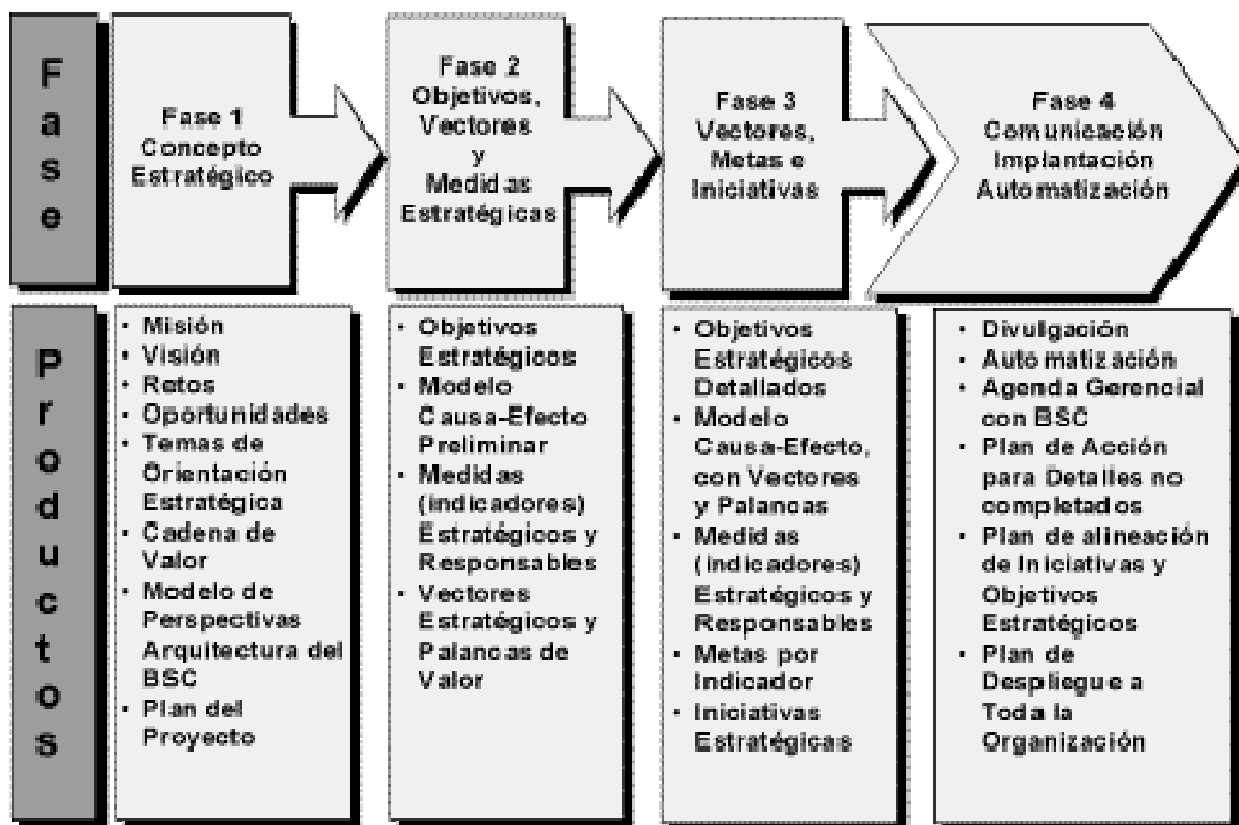 Fase
Fase 1
Concepto
Estratégico
Fase 2
Objetivos,
Vectores
y
Medidas
Estratégicas
Fase 3
Vectores,
Metas e
Iniciativas
Fase 4
Comunicación
Implantación
Automatización
Productos
• Misión
• Visión
• Retos
• Oportunidades
• Temas de
Orientación
Estratégica
• Cadena de
Valor
• Modelo de
Perspectivas
Arquitectura del
BSC
• Plan del
Proyecto
• Objetivos
Estratégicos
• Modelo
Causa-Efecto
Preliminar
• Medidas
(indicadores)
Estratégicos y
Responsables
• Vectores
Estratégicos y
Palancas de
Valor
• Objetivos
Estratégicos
Detallados
• Modelo
Causa-Efecto,
con Vectores
y Palancas
• Medidas
(indicadores)
Estratégicos y
Responsables
• Metas por
Indicador
• Iniciativas
Estratégicas
• Divulgación
• Automatización
• Agenda Gerencial
con BSC
• Plan de Acción
para Detalles no
completados
• Plan de alineación
de Iniciativas y
Objetivos
Estratégicos
• Plan de
Despliegue a
Toda la
Organización